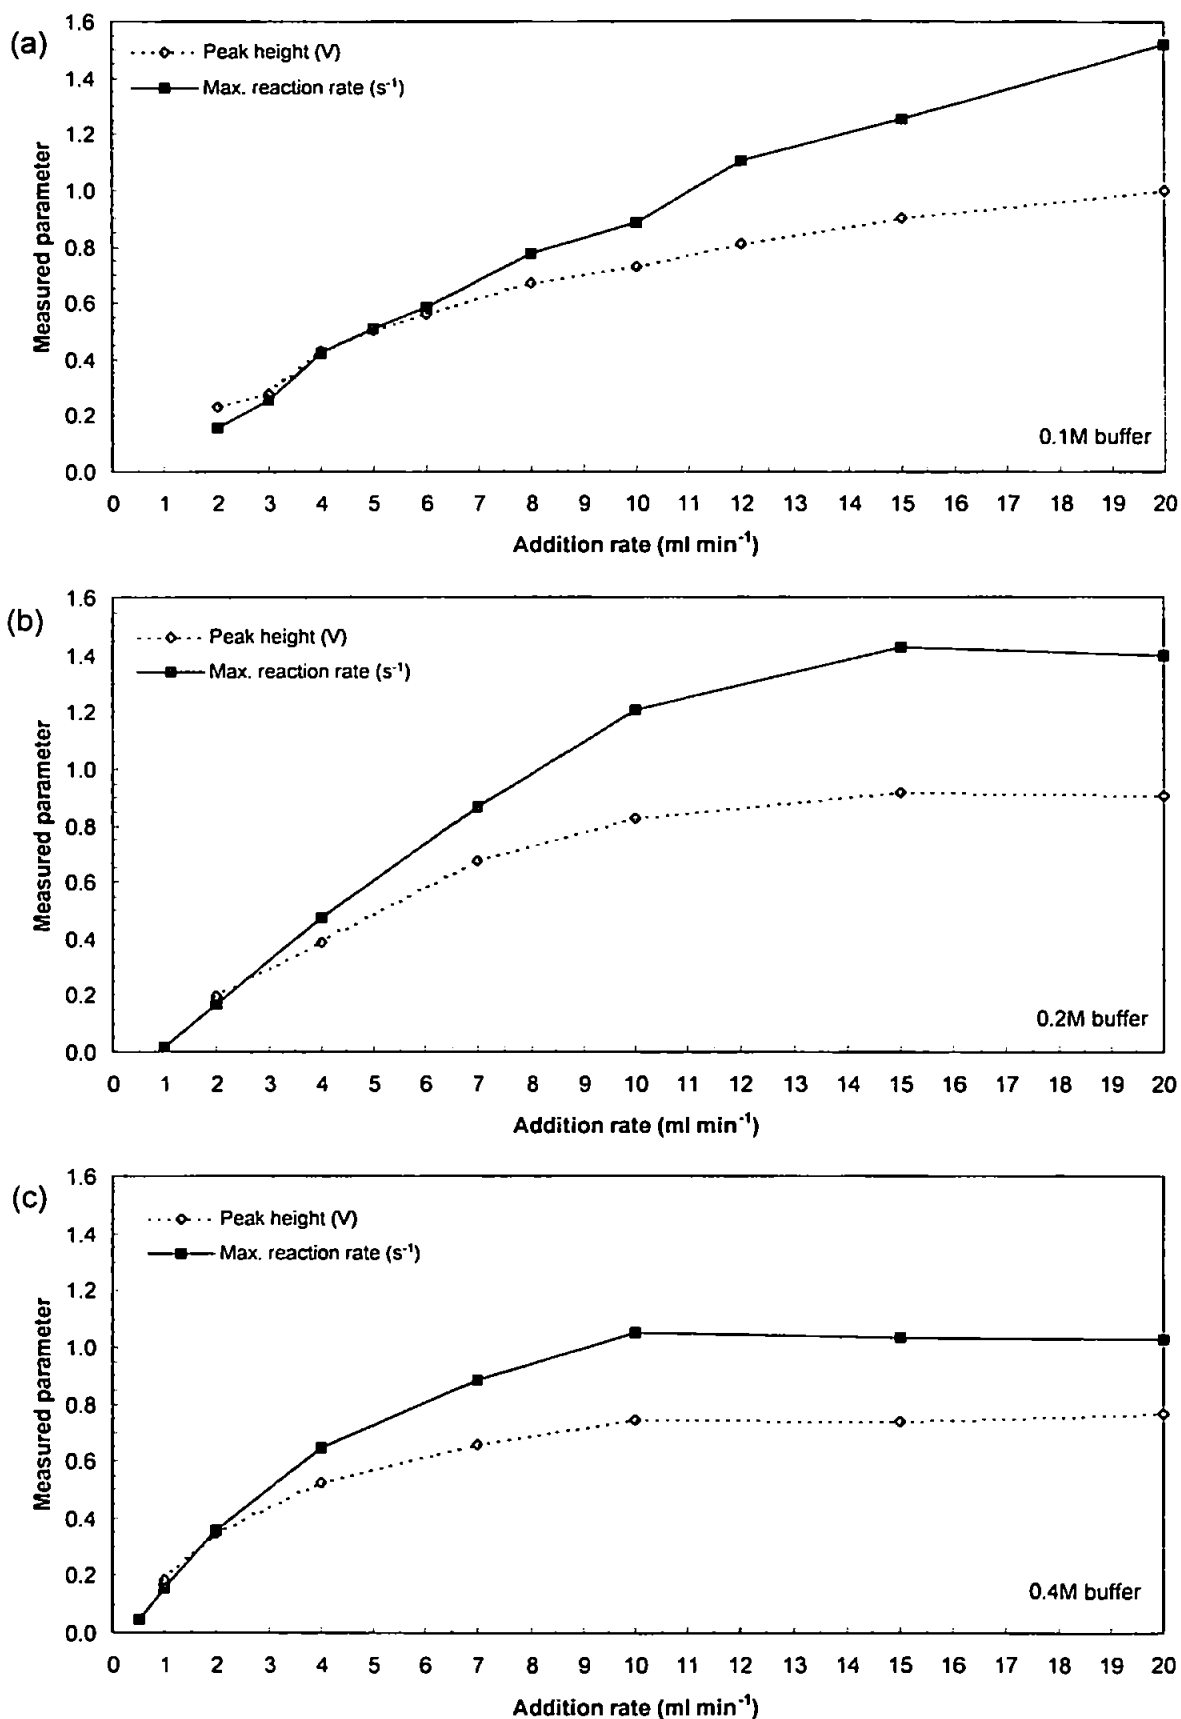 (a)
1.6
1.4
1.2
1.0
0.8
0.6
0.4
0.2
0.0
Measured parameter
Peak height (V)
Max. reaction rate (s⁻¹)
0.1M buffer
0 1 2 3 4 5 6 7 8 9 10 11 12 13 14 15 16 17 18 19 20
Addition rate (ml min⁻¹)
(b)
1.6
1.4
1.2
1.0
0.8
0.6
0.4
0.2
0.0
Measured parameter
Peak height (V)
Max. reaction rate (s⁻¹)
0.2M buffer
0 1 2 3 4 5 6 7 8 9 10 11 12 13 14 15 16 17 18 19 20
Addition rate (ml min⁻¹)
(c)
1.6
1.4
1.2
1.0
0.8
0.6
0.4
0.2
0.0
Measured parameter
Peak height (V)
Max. reaction rate (s⁻¹)
0.4M buffer
0 1 2 3 4 5 6 7 8 9 10 11 12 13 14 15 16 17 18 19 20
Addition rate (ml min⁻¹)